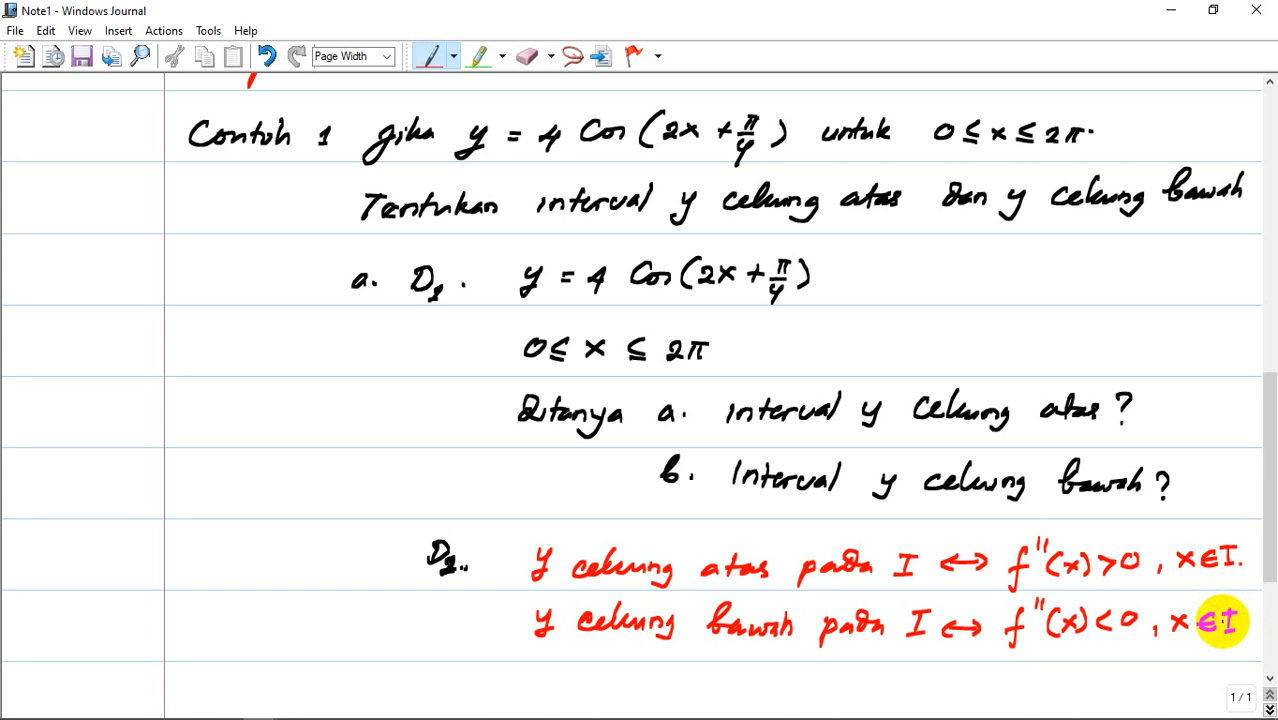 Note1 - Windows Journal
File Edit View Insert Actions Tools Help
Page Width
Contoh 1 Jika y = 4 Cos (2x + π/4) untuk 0 ≤ x ≤ 2π.
Tentukan interval y cekung atas dan y cekung bawah
a. D1. y = 4 Cos (2x + π/4)
0 ≤ x ≤ 2π
Ditanya a. interval y cekung atas?
b. Interval y cekung bawah?
D2. y cekung atas pada I ↔ f''(x) > 0, x ∈ I.
y cekung bawah pada I ↔ f''(x) < 0, x ∈ I
1 / 1